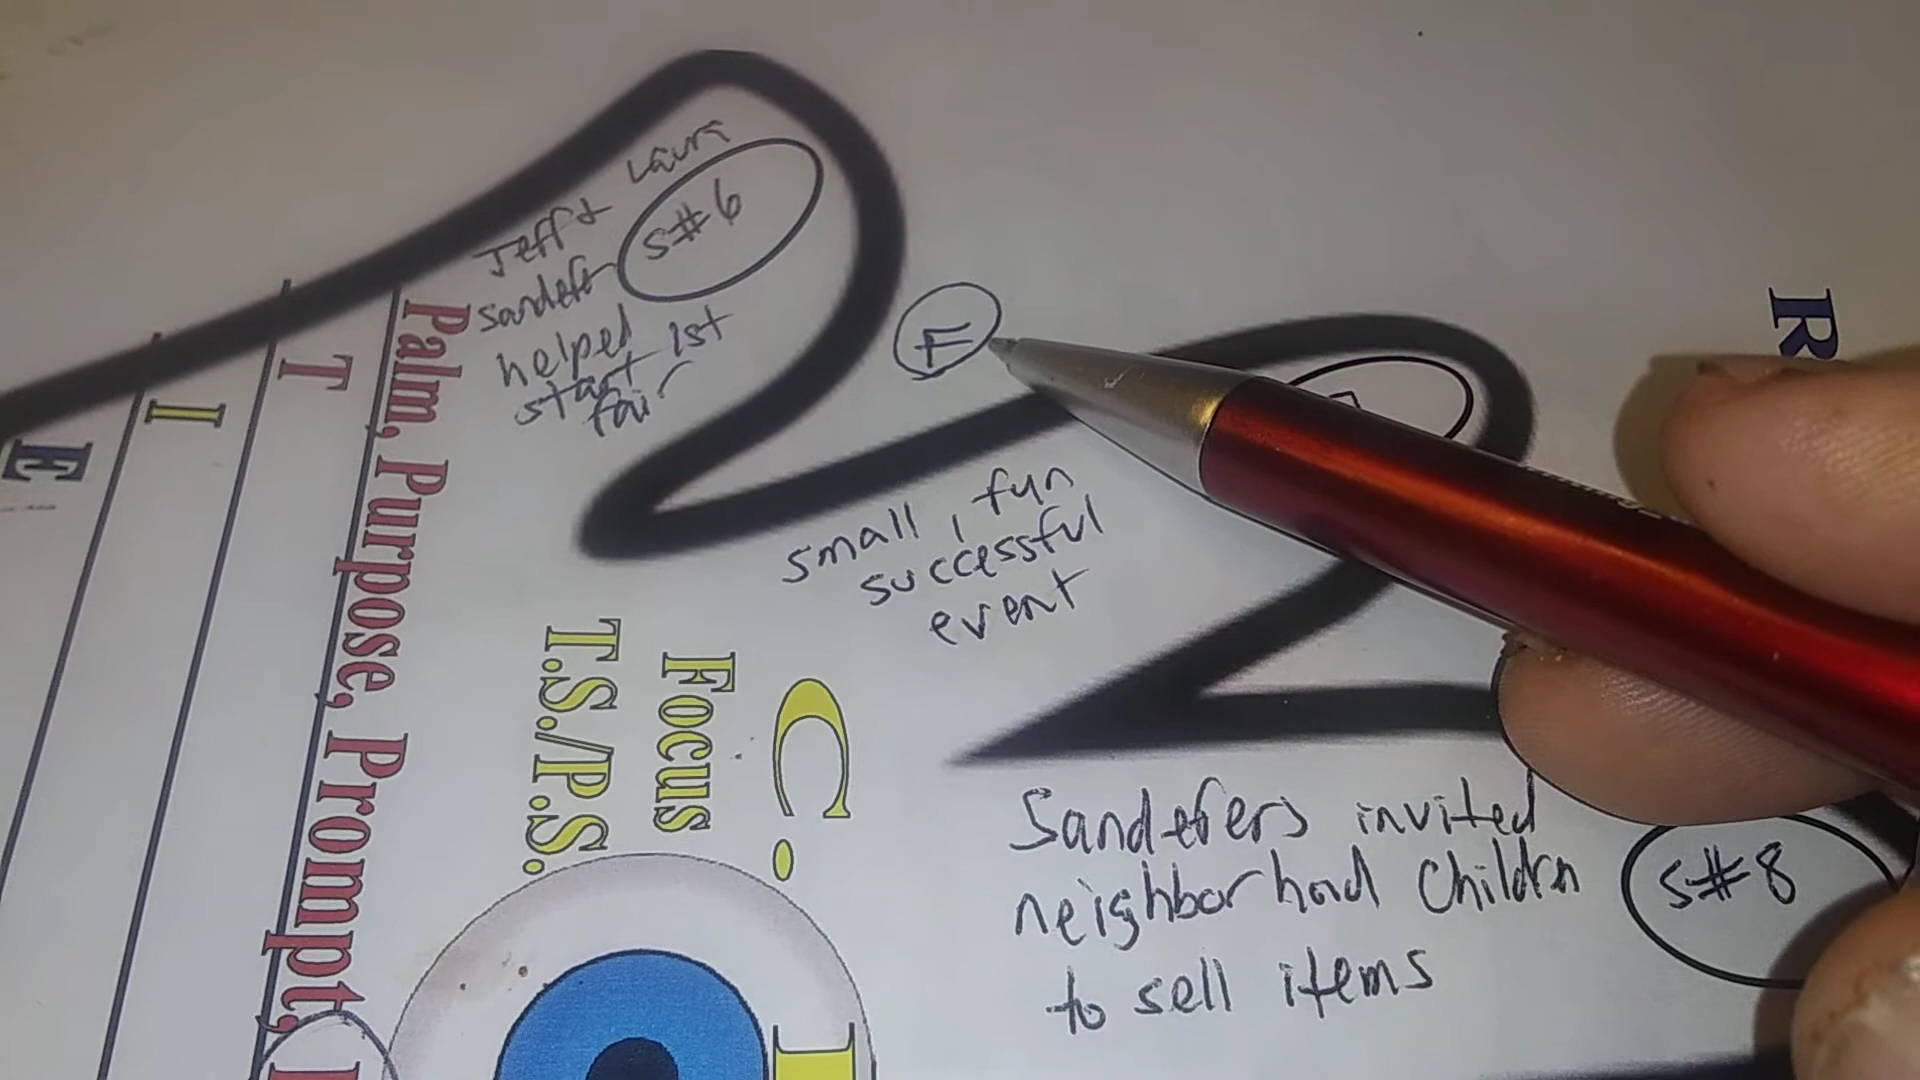 Laura
Jeff &
S#6
Sandefer
helped
start 1st
fair
F
small, fun
successful
event
Sandefers invited
neighborhood Children
to sell items
S#8
R
C -
Focus
T.S./P.S.
Palm, Purpose, Prompt,
T
I
E